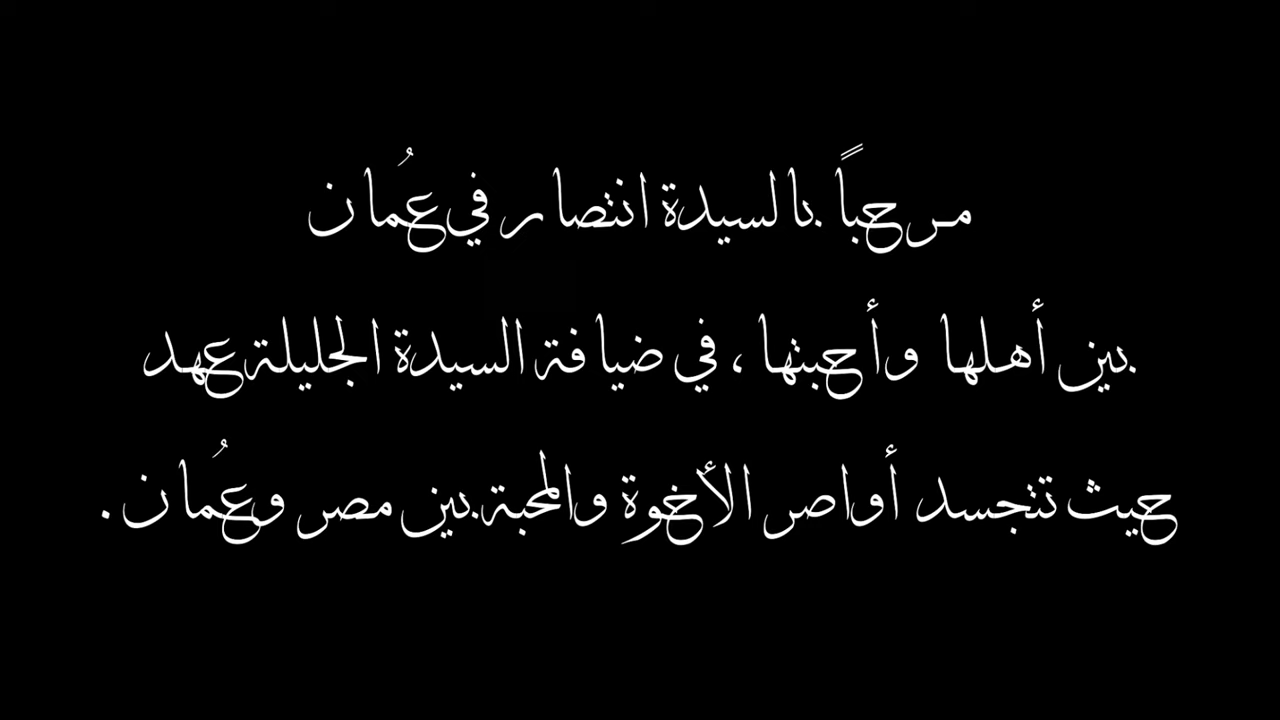 مرحباً بالسيدة انتصار في عُمان
بين أهلها وأحبتها، في ضيافة السيدة الجليلة عهد
حيث تتجسد أواصر الأخوة والمحبة بين مصر وعُمان.